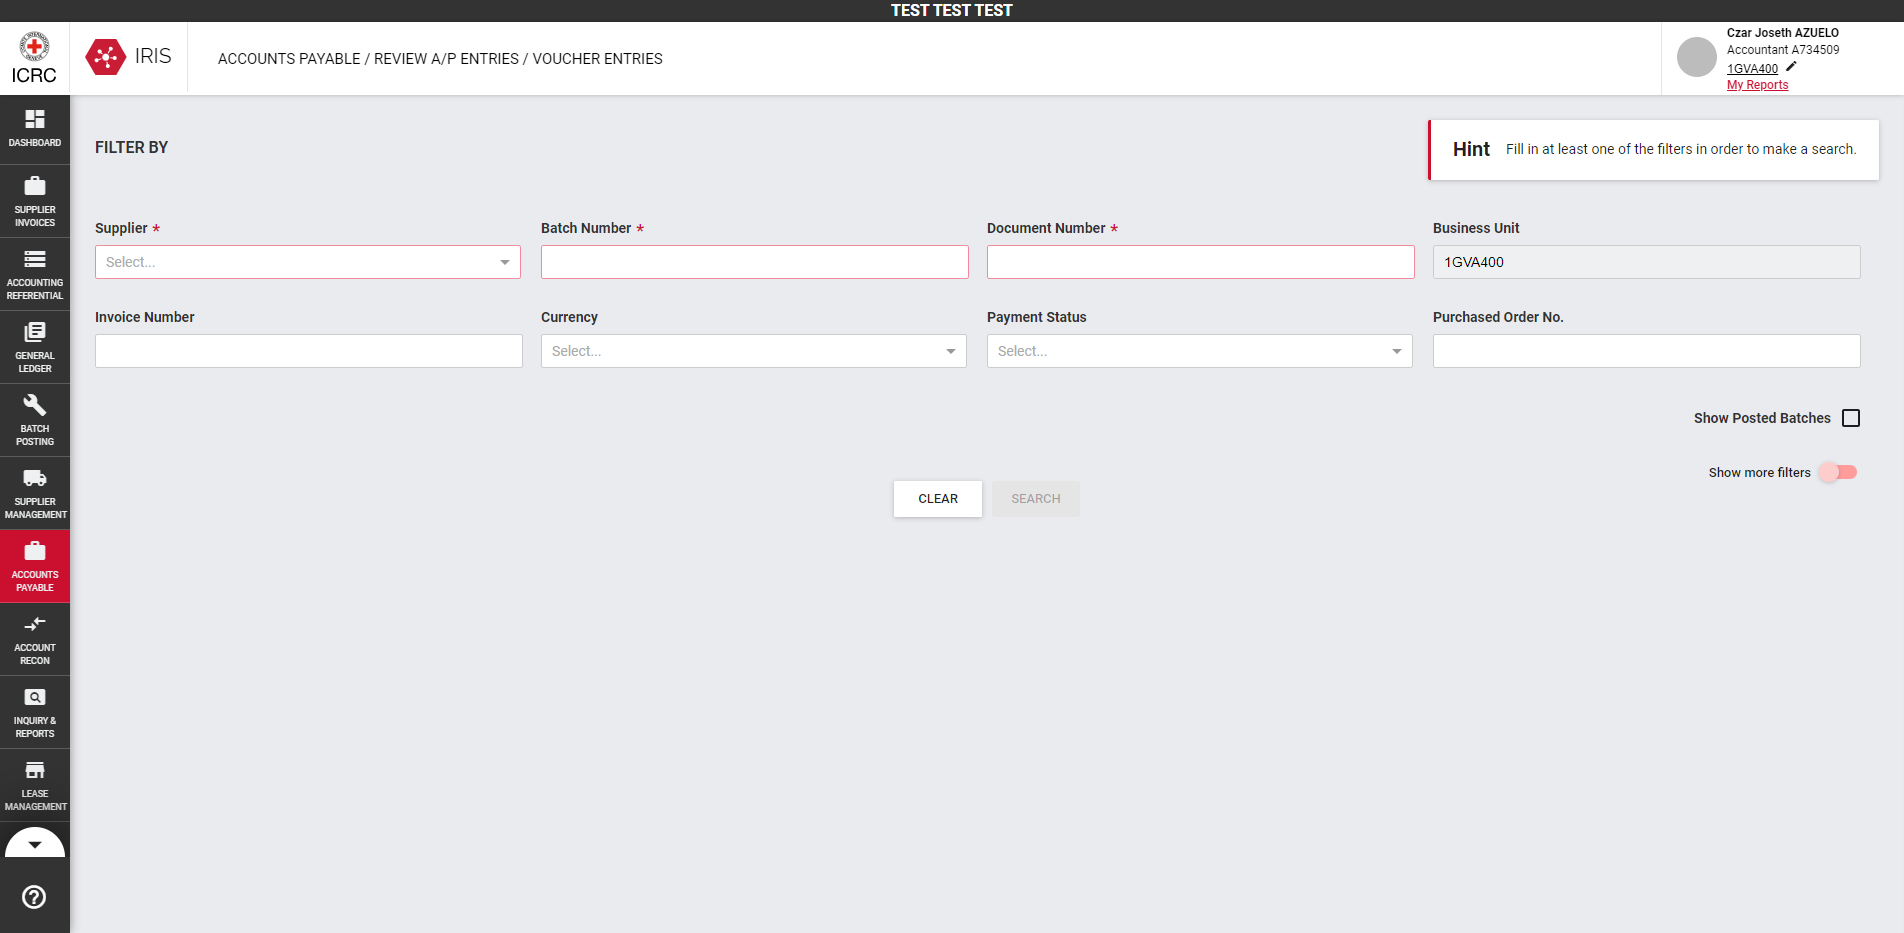 TEST TEST TEST
ICRC
IRIS
ACCOUNTS PAYABLE / REVIEW A/P ENTRIES / VOUCHER ENTRIES
Czar Joseth AZUELO
Accountant A734509
1GVA400
My Reports
DASHBOARD
SUPPLIER
INVOICES
ACCOUNTING
REFERENTIAL
GENERAL
LEDGER
BATCH
POSTING
SUPPLIER
MANAGEMENT
ACCOUNTS
PAYABLE
ACCOUNT
RECON
INQUIRY &
REPORTS
LEASE
MANAGEMENT
FILTER BY
Hint Fill in at least one of the filters in order to make a search.
Supplier * Batch Number * Document Number * Business Unit
Select... 1GVA400
Invoice Number Currency Payment Status Purchased Order No.
Select... Select...
Show Posted Batches
Show more filters
CLEAR SEARCH